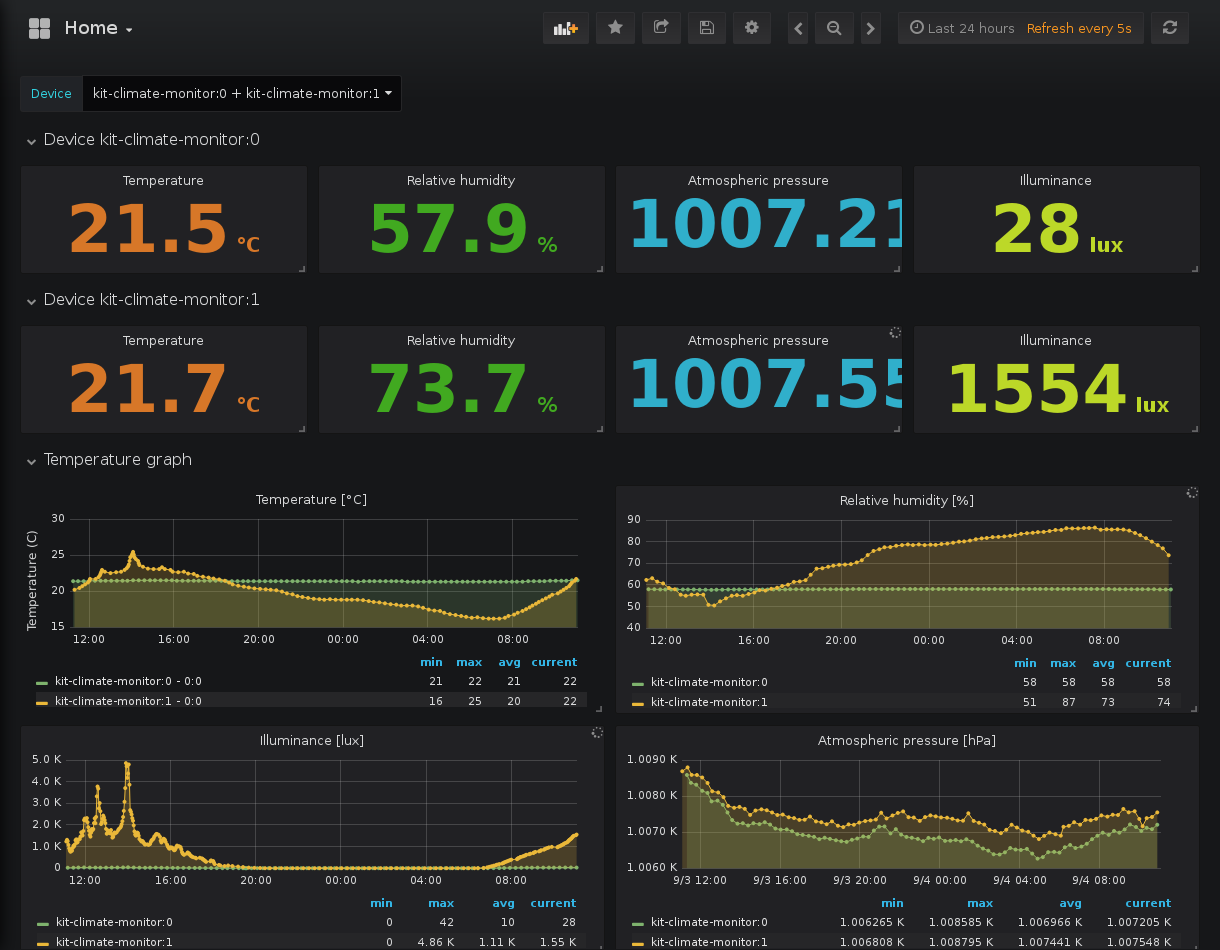 Home
Last 24 hours Refresh every 5s
Device kit-climate-monitor:0 + kit-climate-monitor:1
Device kit-climate-monitor:0
Temperature Relative humidity Atmospheric pressure Illuminance
21.5 °C 57.9 % 1007.21 28 lux
Device kit-climate-monitor:1
Temperature Relative humidity Atmospheric pressure Illuminance
21.7 °C 73.7 % 1007.55 1554 lux
Temperature graph
Temperature [°C]
Temperature (C)
30
25
20
15
12:00 16:00 20:00 00:00 04:00 08:00
min max avg current
kit-climate-monitor:0 - 0:0 21 22 21 22
kit-climate-monitor:1 - 0:0 16 25 20 22
Relative humidity [%]
90
80
70
60
50
40
12:00 16:00 20:00 00:00 04:00 08:00
min max avg current
kit-climate-monitor:0 58 58 58 58
kit-climate-monitor:1 51 87 73 74
Illuminance [lux]
5.0 K
4.0 K
3.0 K
2.0 K
1.0 K
0
12:00 16:00 20:00 00:00 04:00 08:00
min max avg current
kit-climate-monitor:0 0 42 10 28
kit-climate-monitor:1 0 4.86 K 1.11 K 1.55 K
Atmospheric pressure [hPa]
1.0090 K
1.0080 K
1.0070 K
1.0060 K
9/3 12:00 9/3 16:00 9/3 20:00 9/4 00:00 9/4 04:00 9/4 08:00
min max avg current
kit-climate-monitor:0 1.006265 K 1.008585 K 1.006966 K 1.007205 K
kit-climate-monitor:1 1.006808 K 1.008795 K 1.007441 K 1.007548 K